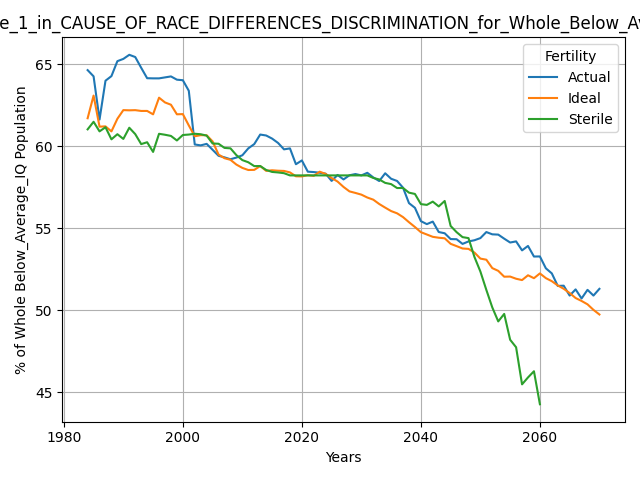 e_1_in_CAUSE_OF_RACE_DIFFERENCES_DISCRIMINATION_for_Whole_Below_Av
Fertility
Actual
Ideal
Sterile
% of Whole Below_Average_IQ Population
65
60
55
50
45
1980
2000
2020
2040
2060
Years